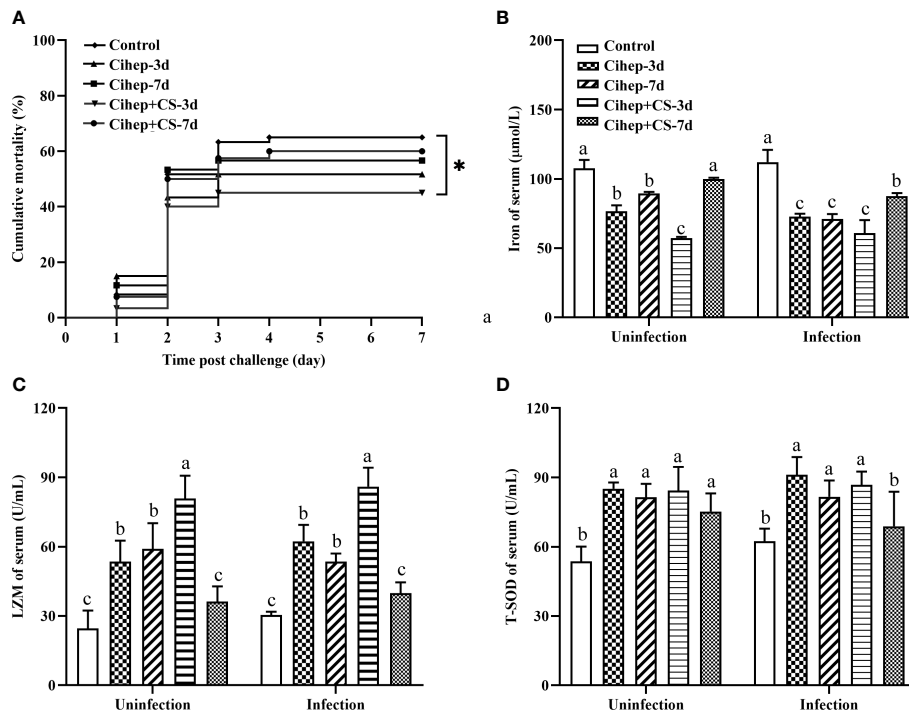 A
Cumulative mortality (%)
100
80
60
40
20
0
Control
Cihep-3d
Cihep-7d
Cihep+CS-3d
Cihep+CS-7d
*
0 1 2 3 4 5 6 7
Time post challenge (day)
B
Iron of serum (μmol/L)
200
150
100
50
0
Control
Cihep-3d
Cihep-7d
Cihep+CS-3d
Cihep+CS-7d
a b b c a
a c c c b
Uninfection Infection
a
C
LZM of serum (U/mL)
120
90
60
30
0
c b b a c
c b b a c
Uninfection Infection
D
T-SOD of serum (U/mL)
120
90
60
30
0
b a a a a
b a a a b
Uninfection Infection